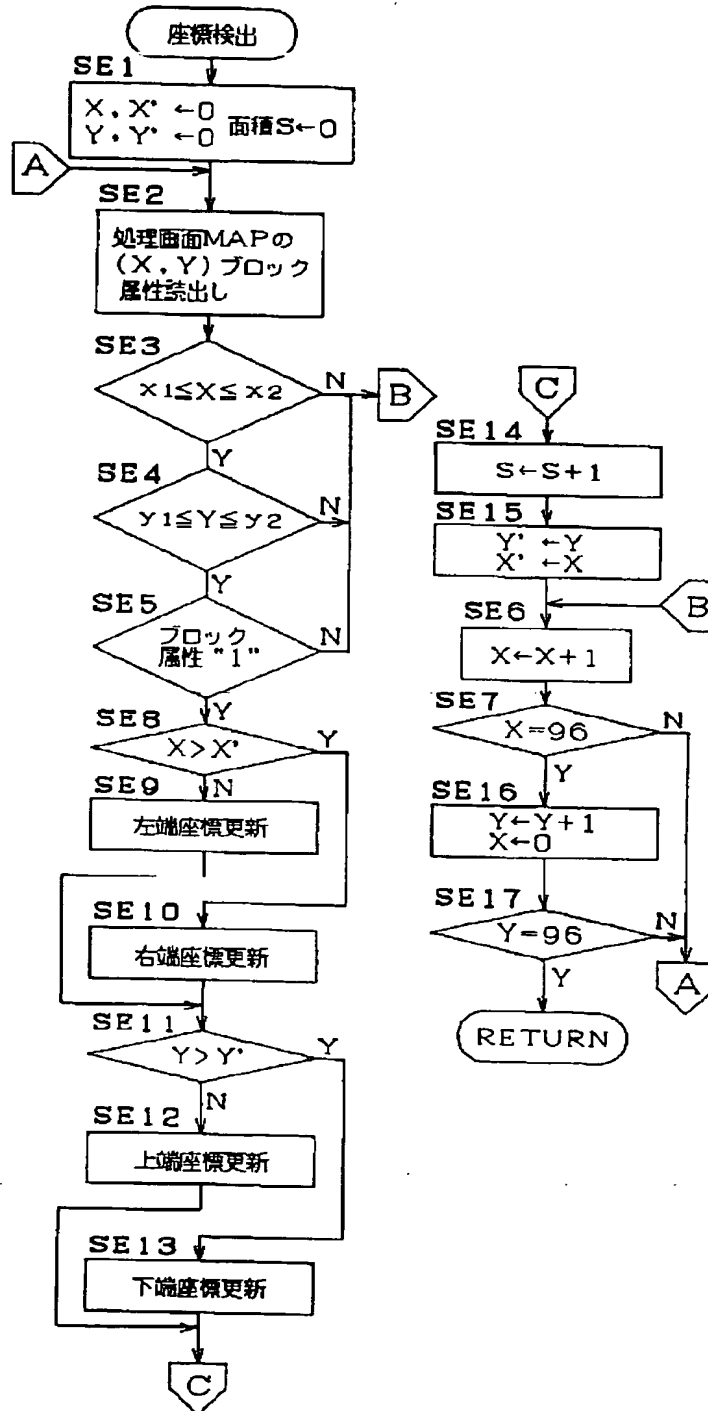 座標検出
SE1
X,X' ←0
Y,Y' ←0
面積S←0
A
SE2
処理画面MAPの
(X,Y)ブロック
属性読出し
SE3
x1≦X≦x2
N
B
Y
SE4
y1≦Y≦y2
N
Y
SE5
ブロック
属性"1"
N
Y
SE8
X>X'
Y
N
SE9
左端座標更新
SE10
右端座標更新
SE11
Y>Y'
Y
N
SE12
上端座標更新
SE13
下端座標更新
C
C
SE14
S←S+1
SE15
Y' ←Y
X' ←X
B
SE6
X←X+1
SE7
X=96
N
Y
SE16
Y←Y+1
X←0
SE17
Y=96
N
Y
A
RETURN